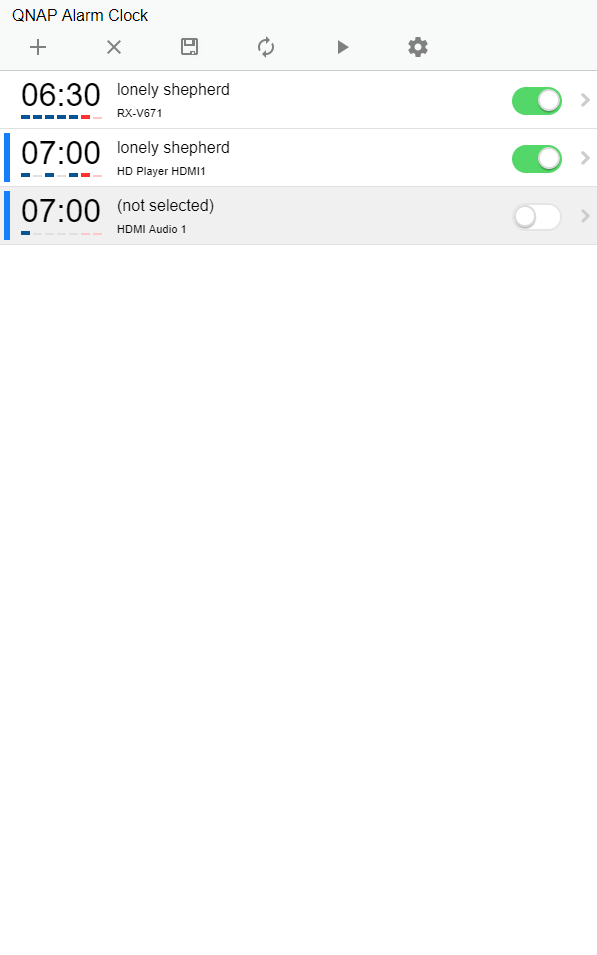 QNAP Alarm Clock
06:30
lonely shepherd
RX-V671
07:00
lonely shepherd
HD Player HDMI1
07:00
(not selected)
HDMI Audio 1